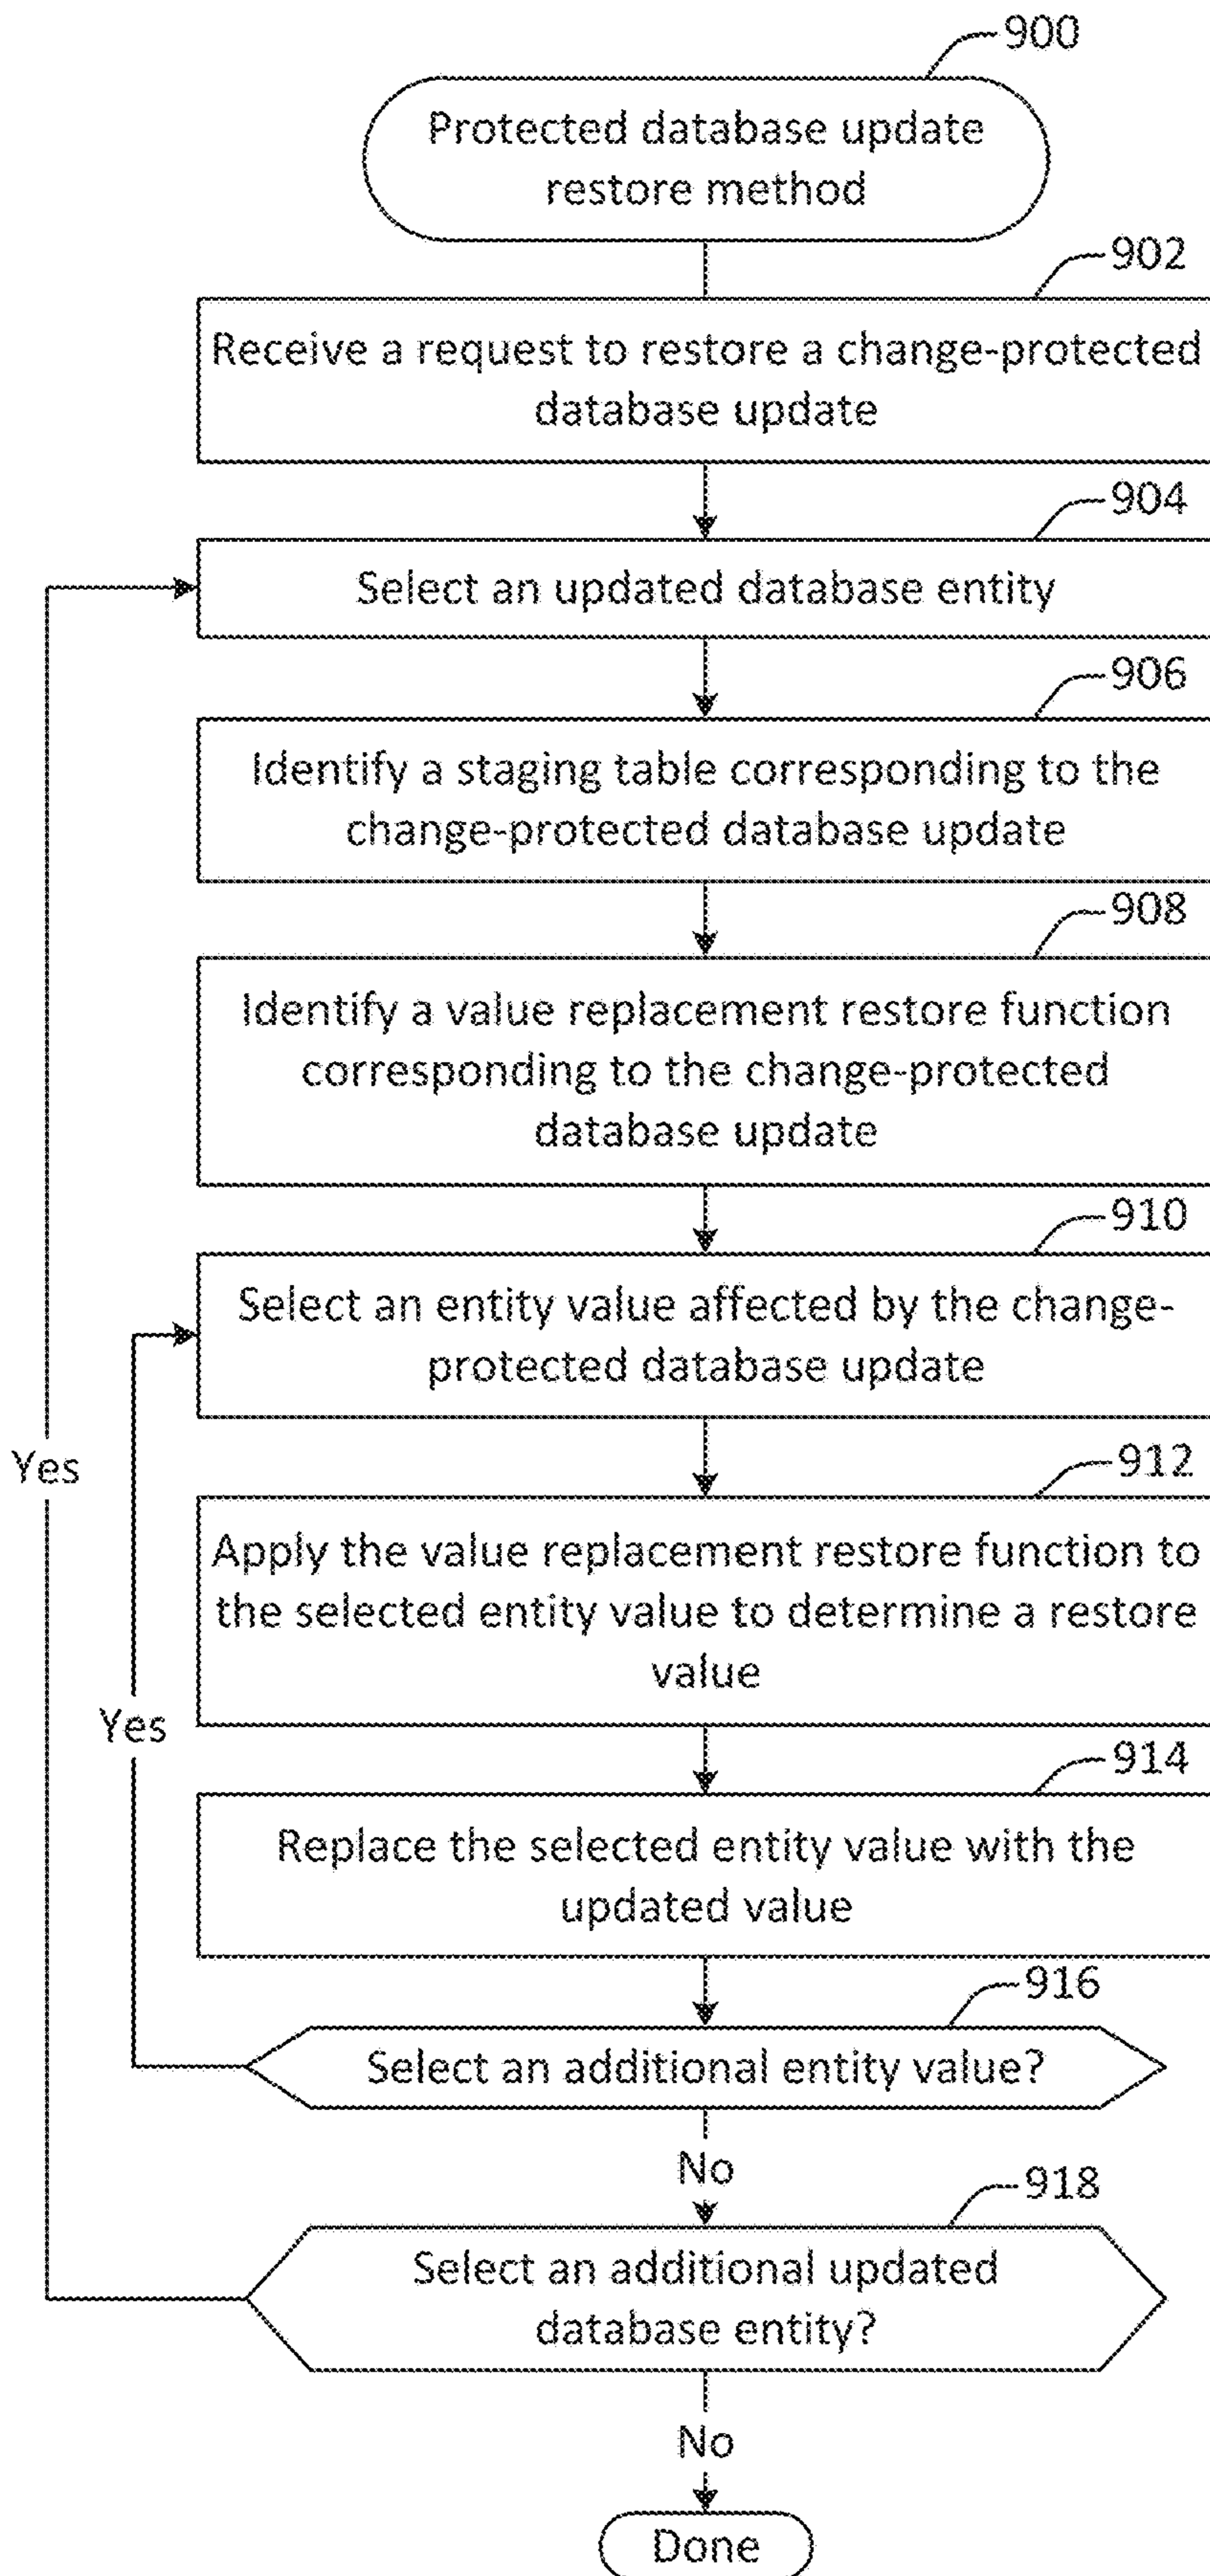 900
Protected database update
restore method
902
Receive a request to restore a change-protected
database update
904
Select an updated database entity
906
Identify a staging table corresponding to the
change-protected database update
908
Identify a value replacement restore function
corresponding to the change-protected
database update
910
Select an entity value affected by the change-
protected database update
Yes
912
Apply the value replacement restore function to
the selected entity value to determine a restore
value
Yes
914
Replace the selected entity value with the
updated value
916
Select an additional entity value?
No
918
Select an additional updated
database entity?
No
Done